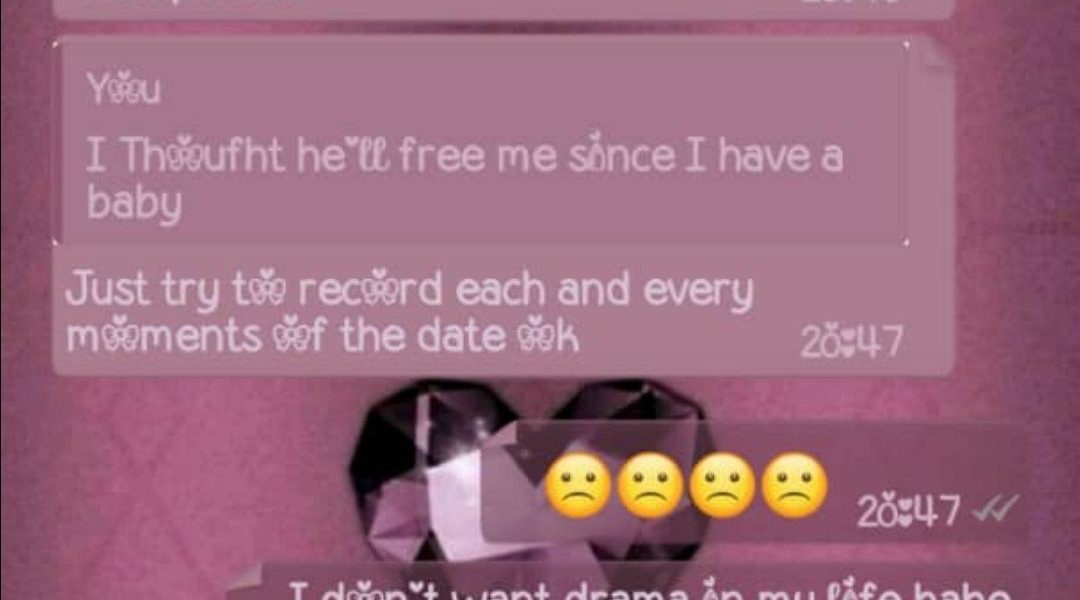 You
I Thoufht he'll free me since I have a
baby
Just try to record each and every
moments of the date ok
20:47
20:47
I don't want drama in my life babe